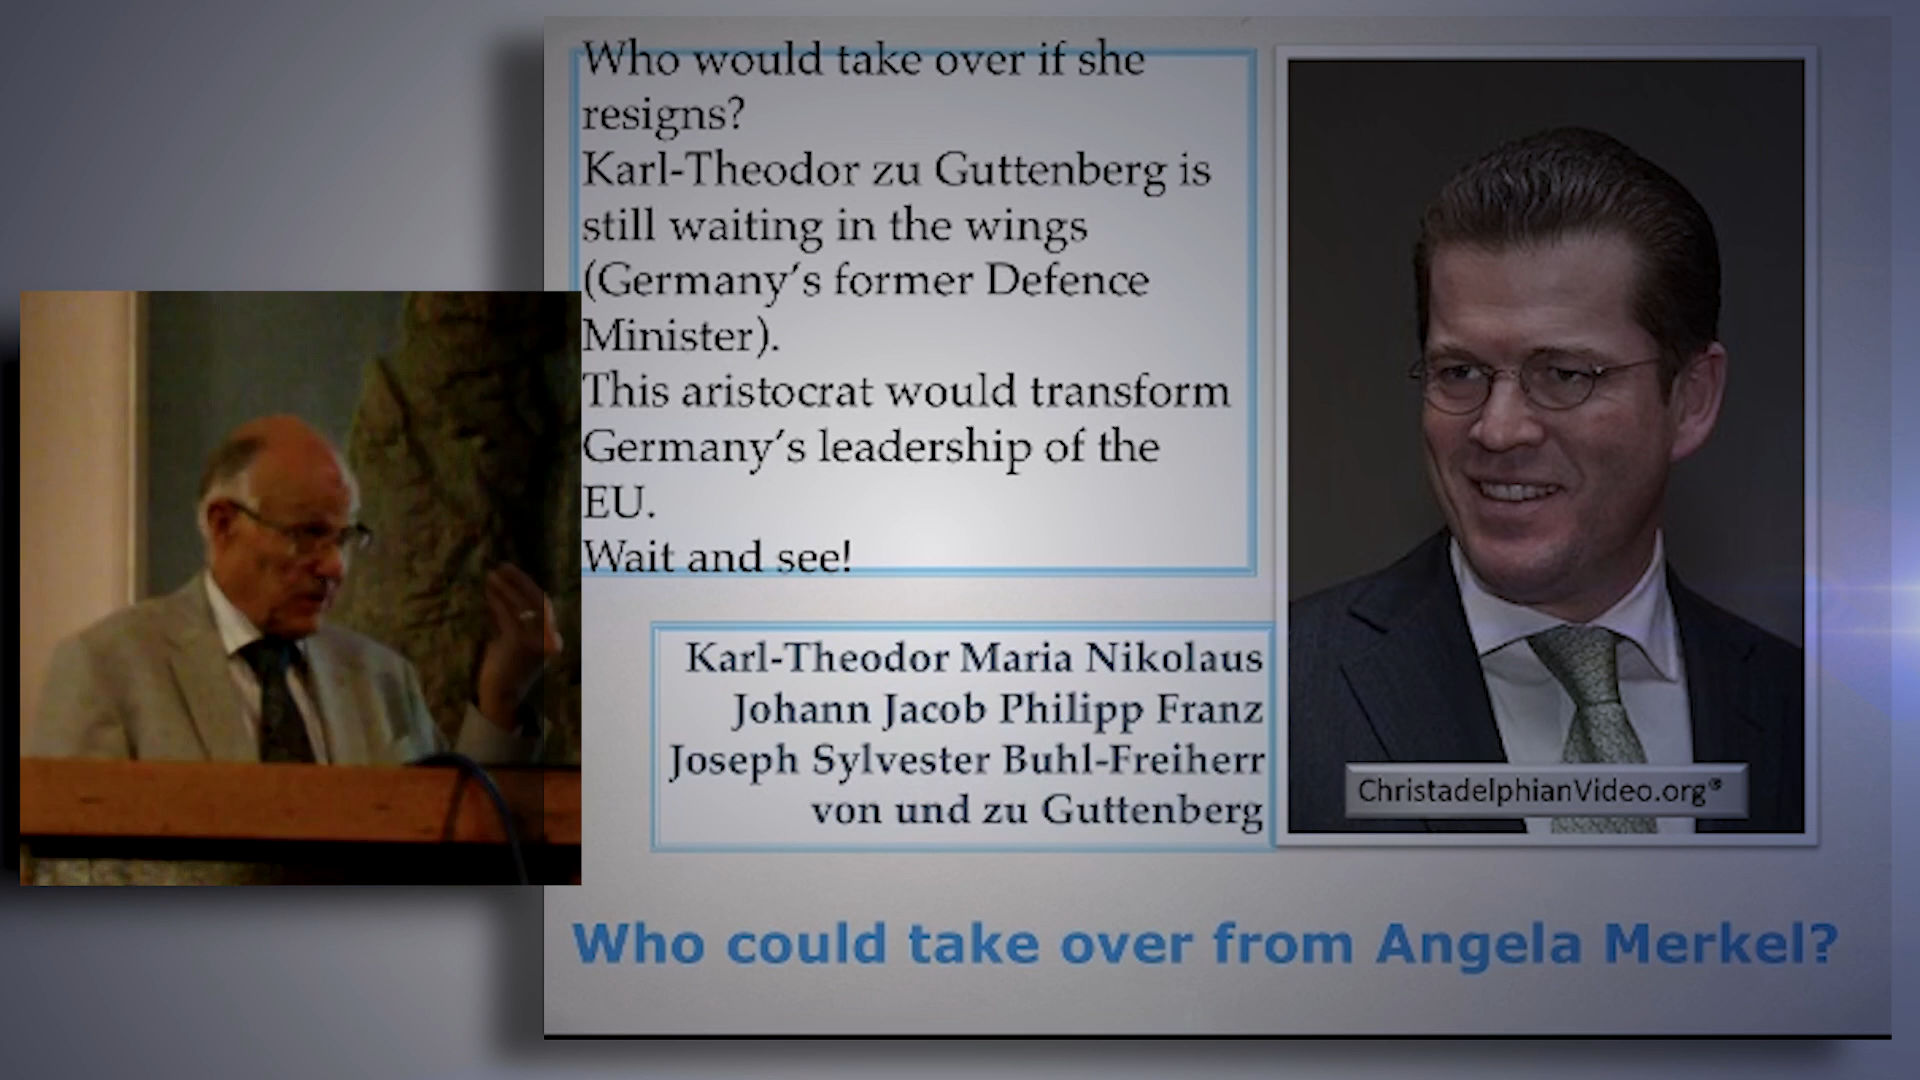 Who would take over if she
resigns?
Karl-Theodor zu Guttenberg is
still waiting in the wings
(Germany's former Defence
Minister).
This aristocrat would transform
Germany's leadership of the
EU.
Wait and see!
Karl-Theodor Maria Nikolaus
Johann Jacob Philipp Franz
Joseph Sylvester Buhl-Freiherr
von und zu Guttenberg
ChristadelphianVideo.org®
Who could take over from Angela Merkel?